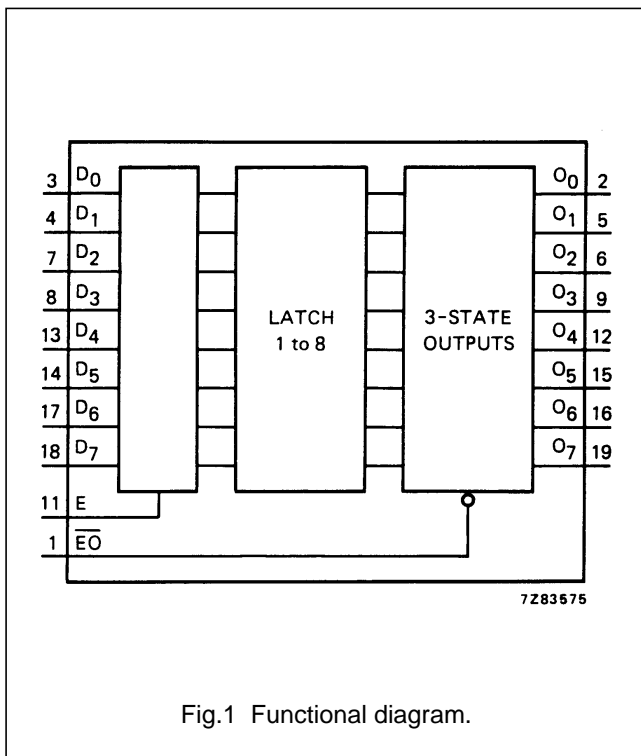 3 D0 O0 2
4 D1 O1 5
7 D2 O2 6
8 D3 O3 9
13 D4 LATCH 3-STATE O4 12
1 to 8 OUTPUTS
14 D5 O5 15
17 D6 O6 16
18 D7 O7 19
11 E
1 E̅O̅
7Z83575
Fig.1 Functional diagram.